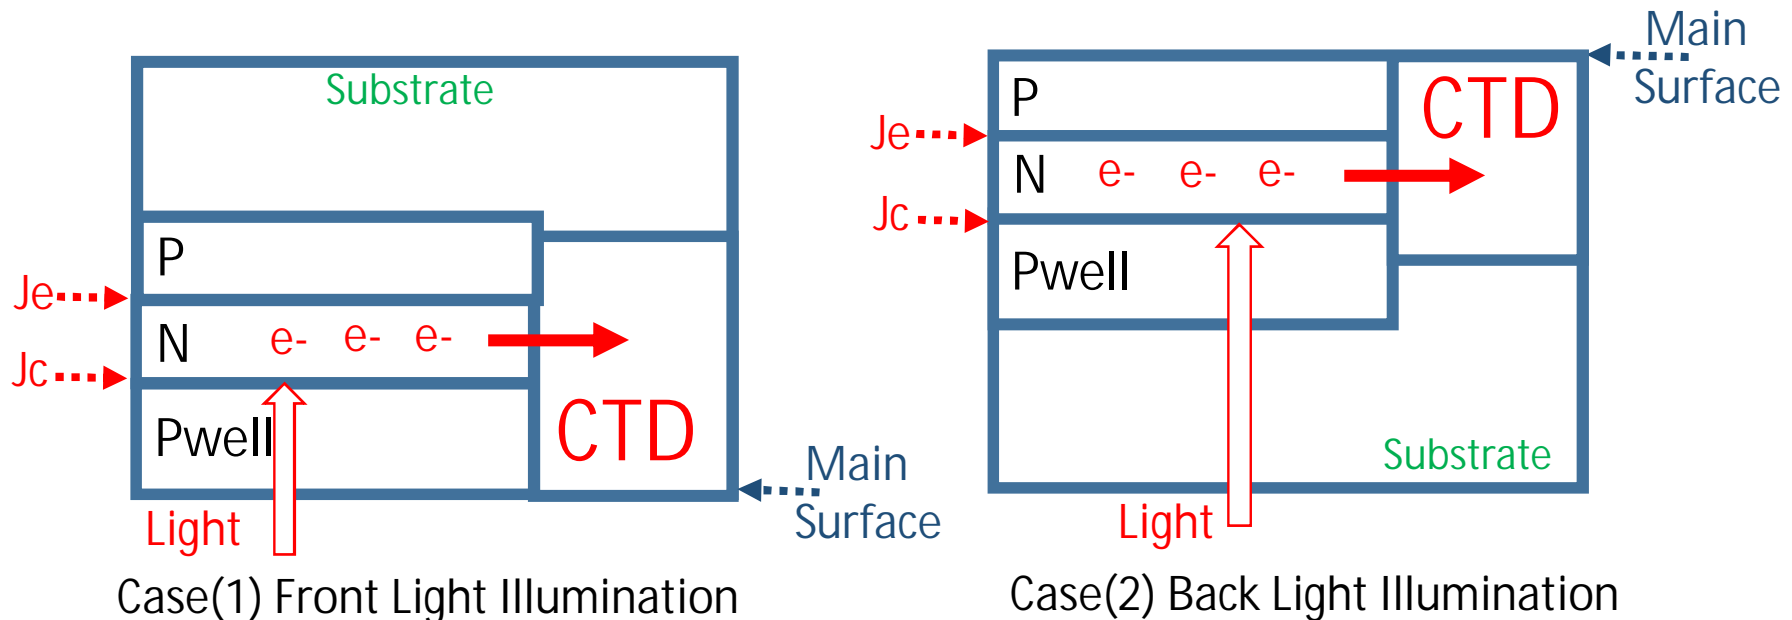 Substrate
P
Je
N e- e- e-
Jc
Pwell
CTD
Main
Surface
Light
Case(1) Front Light Illumination
Main
Surface
P
CTD
Je
N e- e- e-
Jc
Pwell
Substrate
Light
Case(2) Back Light Illumination